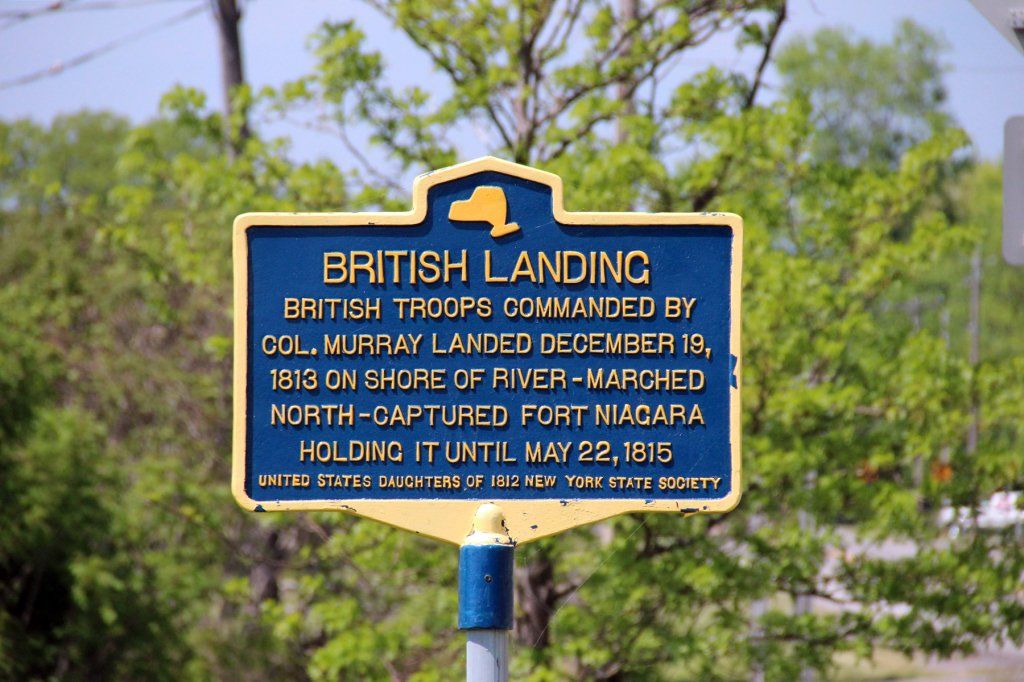 BRITISH LANDING
BRITISH TROOPS COMMANDED BY
COL. MURRAY LANDED DECEMBER 19,
1813 ON SHORE OF RIVER - MARCHED
NORTH - CAPTURED FORT NIAGARA
HOLDING IT UNTIL MAY 22, 1815
UNITED STATES DAUGHTERS OF 1812 NEW YORK STATE SOCIETY